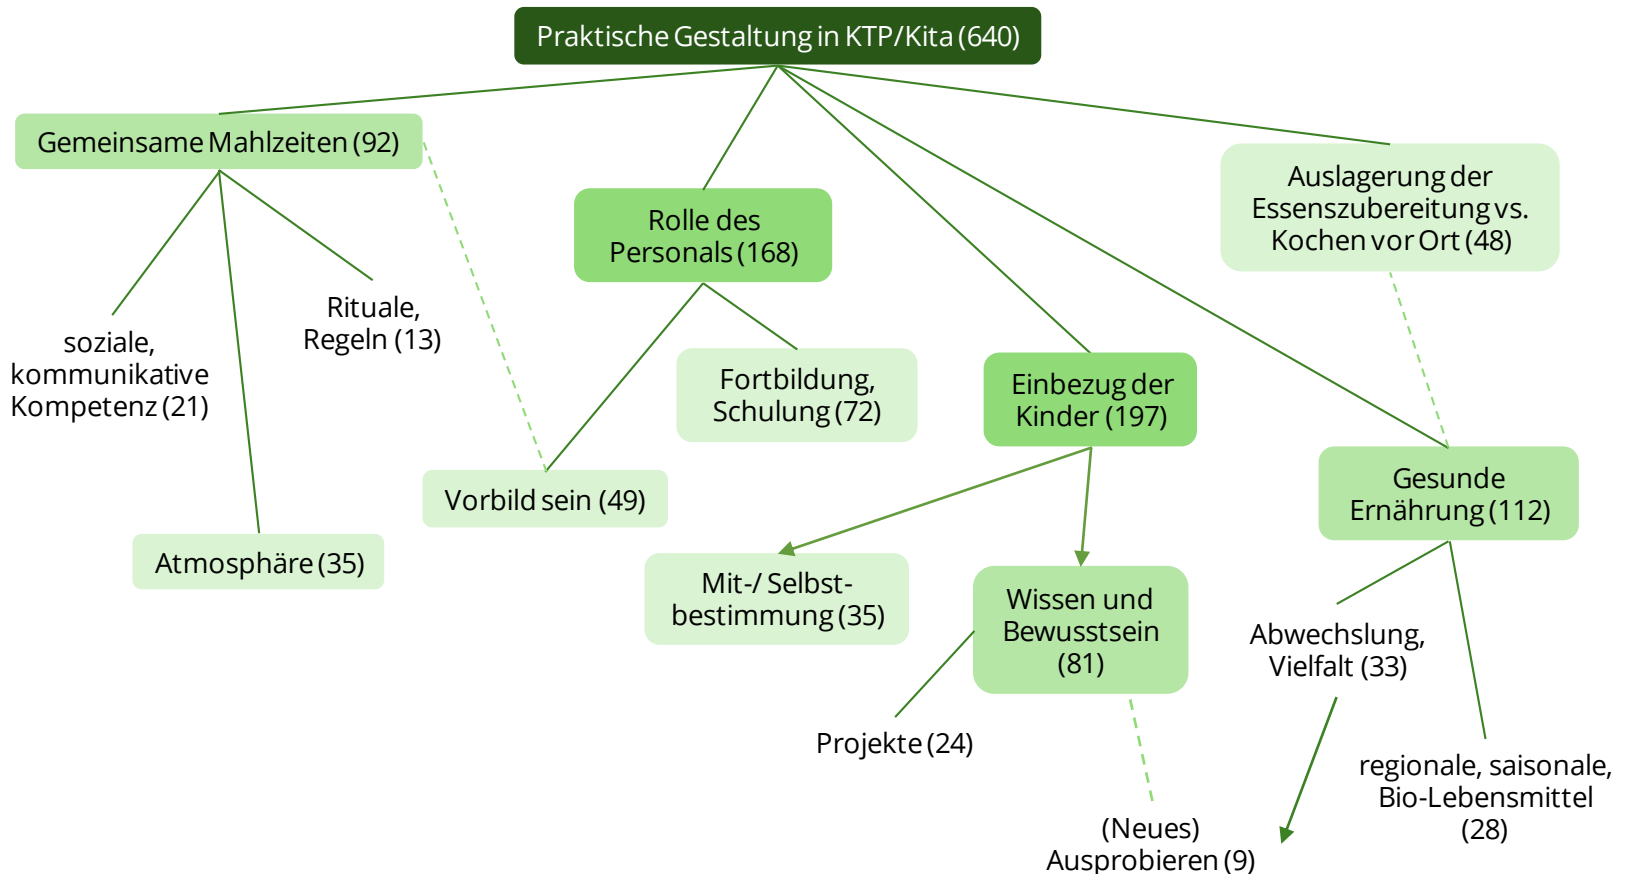 Praktische Gestaltung in KTP/Kita (640)
Gemeinsame Mahlzeiten (92)
soziale,
kommunikative
Kompetenz (21)
Rituale,
Regeln (13)
Atmosphäre (35)
Rolle des
Personals (168)
Fortbildung,
Schulung (72)
Vorbild sein (49)
Einbezug der
Kinder (197)
Mit-/ Selbst-
bestimmung (35)
Wissen und
Bewusstsein
(81)
Projekte (24)
(Neues)
Ausprobieren (9)
Auslagerung der
Essenszubereitung vs.
Kochen vor Ort (48)
Gesunde
Ernährung (112)
Abwechslung,
Vielfalt (33)
regionale, saisonale,
Bio-Lebensmittel
(28)